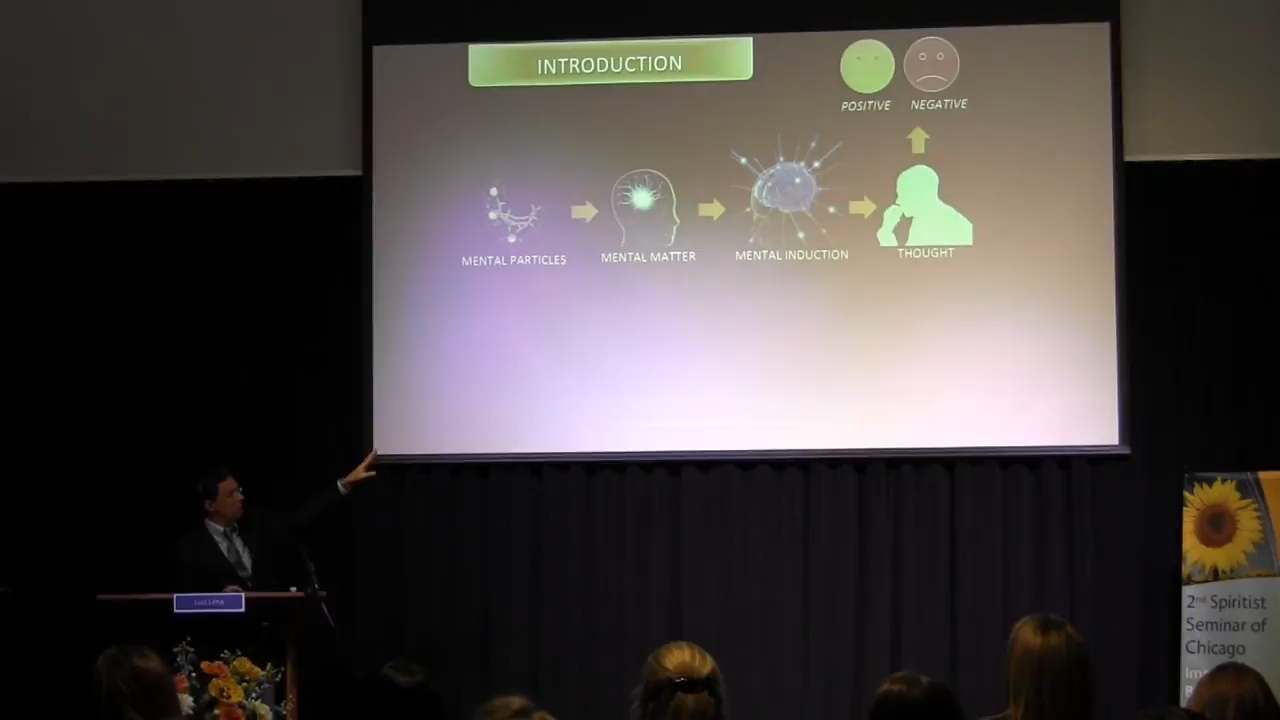 INTRODUCTION
POSITIVE
NEGATIVE
MENTAL PARTICLES
MENTAL MATTER
MENTAL INDUCTION
THOUGHT
2nd Spiritist
Seminar of
Chicago